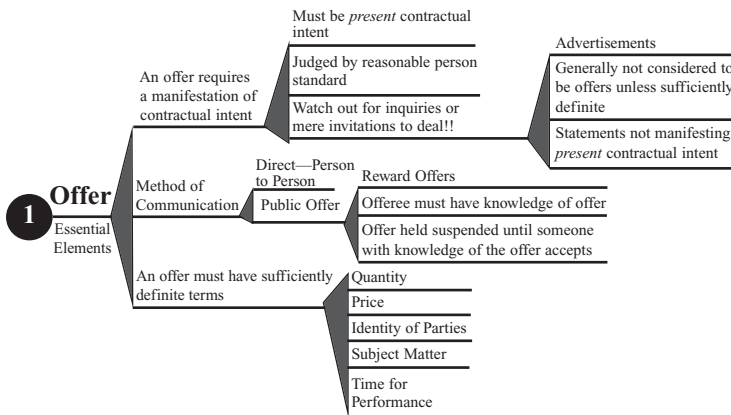 1
Offer
Essential
Elements
An offer requires
a manifestation of
contractual intent
Must be present contractual
intent
Judged by reasonable person
standard
Watch out for inquiries or
mere invitations to deal!!
Advertisements
Generally not considered to
be offers unless sufficiently
definite
Statements not manifesting
present contractual intent
Method of
Communication
Direct—Person
to Person
Public Offer
Reward Offers
Offeree must have knowledge of offer
Offer held suspended until someone
with knowledge of the offer accepts
An offer must have sufficiently
definite terms
Quantity
Price
Identity of Parties
Subject Matter
Time for
Performance